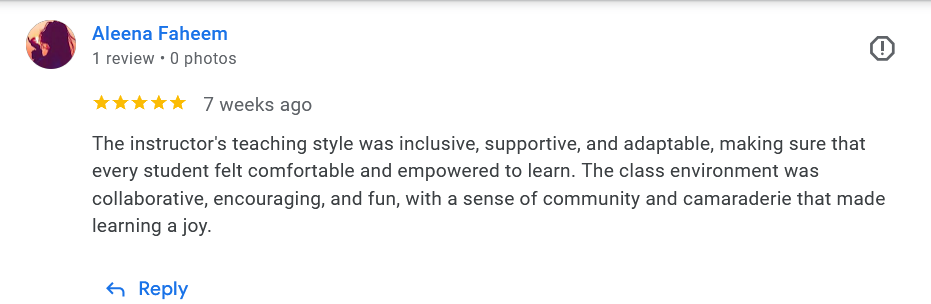 Aleena Faheem
1 review • 0 photos
7 weeks ago
The instructor's teaching style was inclusive, supportive, and adaptable, making sure that
every student felt comfortable and empowered to learn. The class environment was
collaborative, encouraging, and fun, with a sense of community and camaraderie that made
learning a joy.
Reply